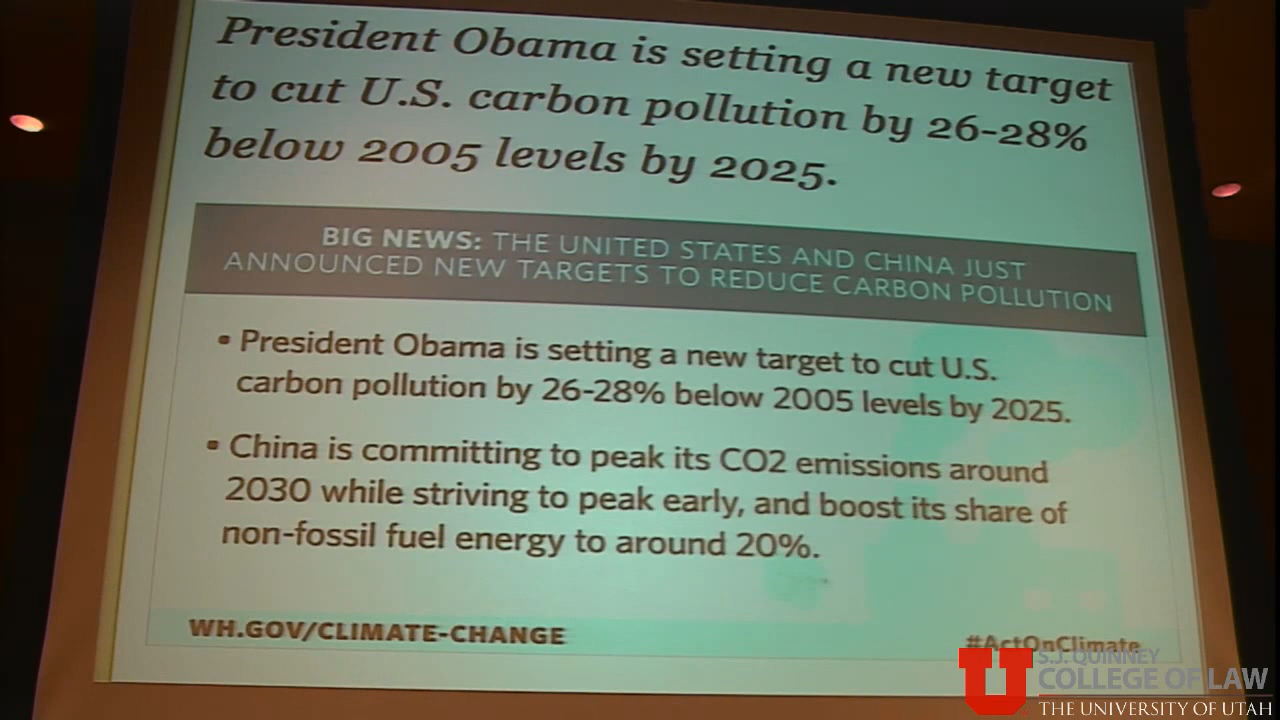 President Obama is setting a new target
to cut U.S. carbon pollution by 26-28%
below 2005 levels by 2025.
BIG NEWS: THE UNITED STATES AND CHINA JUST
ANNOUNCED NEW TARGETS TO REDUCE CARBON POLLUTION
▪ President Obama is setting a new target to cut U.S.
carbon pollution by 26-28% below 2005 levels by 2025.
▪ China is committing to peak its CO2 emissions around
2030 while striving to peak early, and boost its share of
non-fossil fuel energy to around 20%.
WH.GOV/CLIMATE-CHANGE
#ActOnClimate
U
S.J. QUINNEY
COLLEGE OF LAW
THE UNIVERSITY OF UTAH